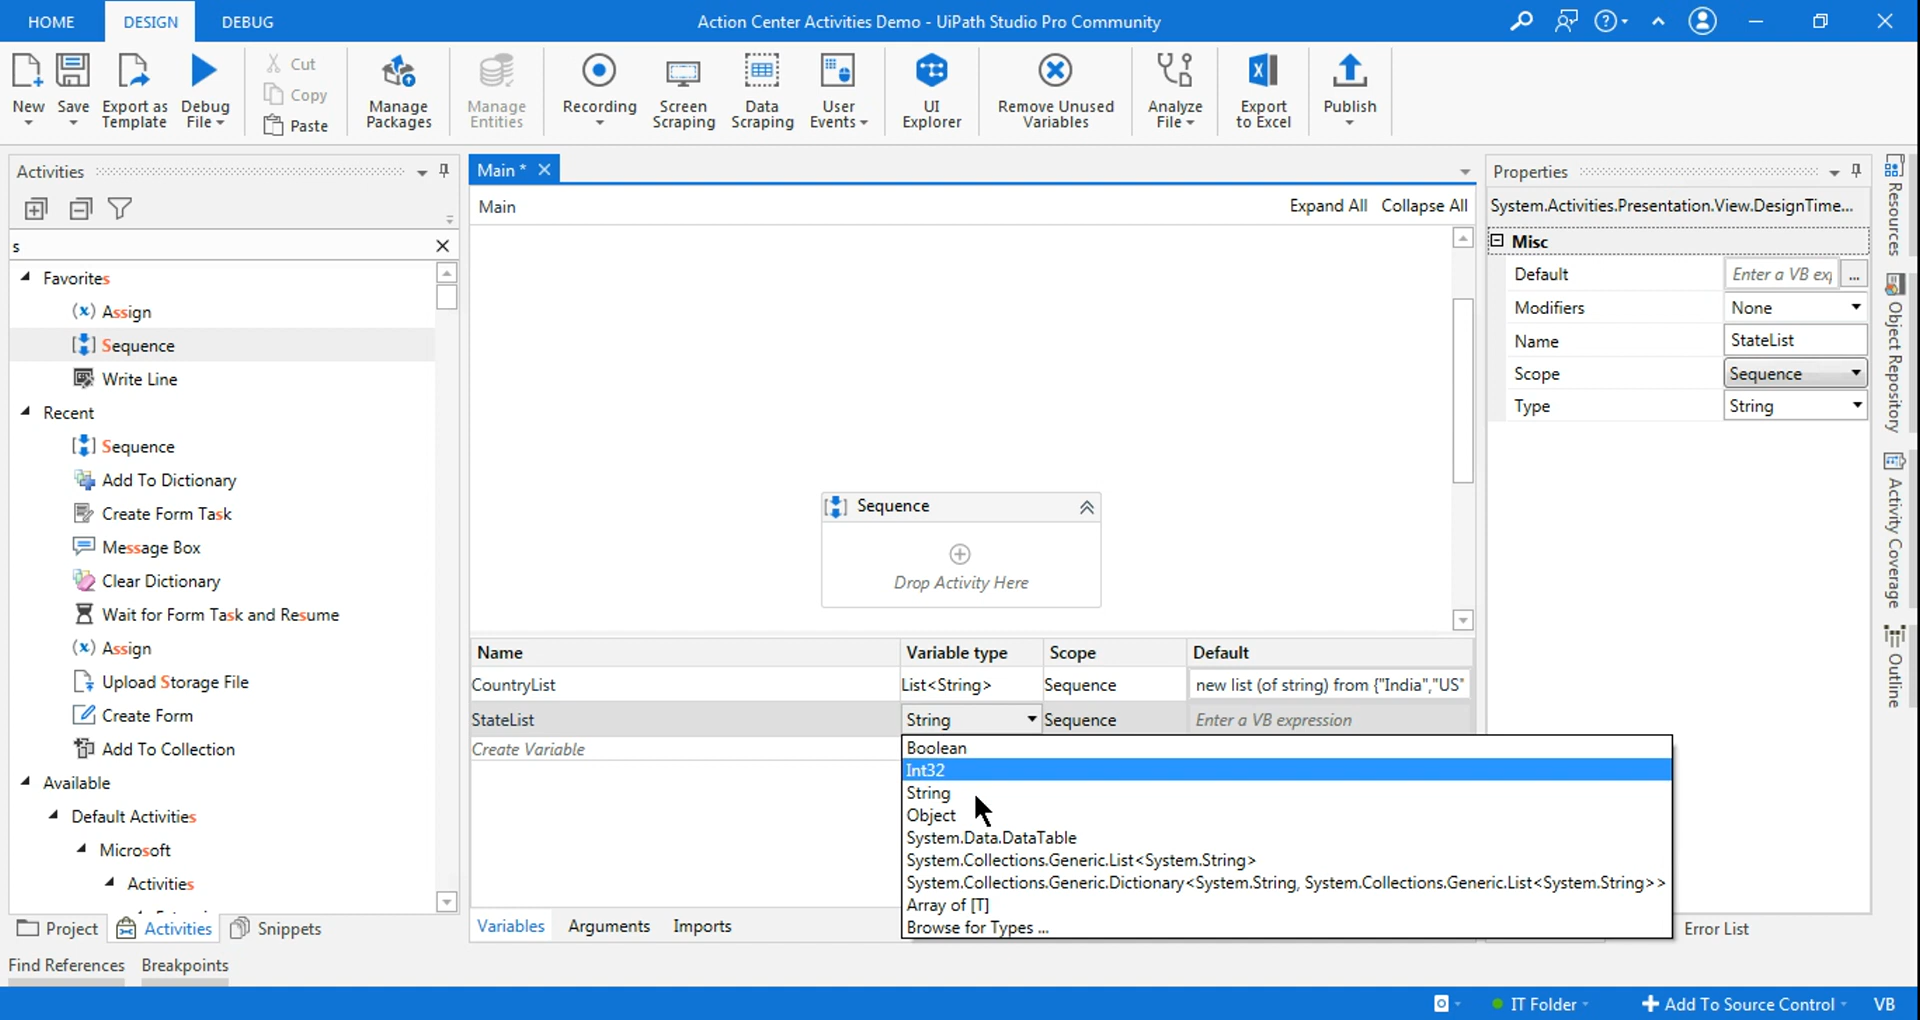 HOME
DESIGN
DEBUG
Action Center Activities Demo - UiPath Studio Pro Community
New
Save
Export as
Template
Debug
File
Cut
Copy
Paste
Manage
Packages
Manage
Entities
Recording
Screen
Scraping
Data
Scraping
User
Events
UI
Explorer
Remove Unused
Variables
Analyze
File
Export
to Excel
Publish
Activities
s
Favorites
Assign
Sequence
Write Line
Recent
Sequence
Add To Dictionary
Create Form Task
Message Box
Clear Dictionary
Wait for Form Task and Resume
Assign
Upload Storage File
Create Form
Add To Collection
Available
Default Activities
Microsoft
Activities
Project
Activities
Snippets
Find References
Breakpoints
Main *
Main
Expand All
Collapse All
Sequence
Drop Activity Here
Name Variable type Scope Default
CountryList List<String> Sequence new list (of string) from {"India","US"
StateList String Sequence Enter a VB expression
Create Variable
Boolean
Int32
String
Object
System.Data.DataTable
System.Collections.Generic.List<System.String>
System.Collections.Generic.Dictionary<System.String, System.Collections.Generic.List<System.String>>
Array of [T]
Browse for Types ...
Variables
Arguments
Imports
Properties
System.Activities.Presentation.View.DesignTime...
Misc
Default Enter a VB exp ...
Modifiers None
Name StateList
Scope Sequence
Type String
Resources
Object Repository
Activity Coverage
Outline
Error List
IT Folder
Add To Source Control
VB